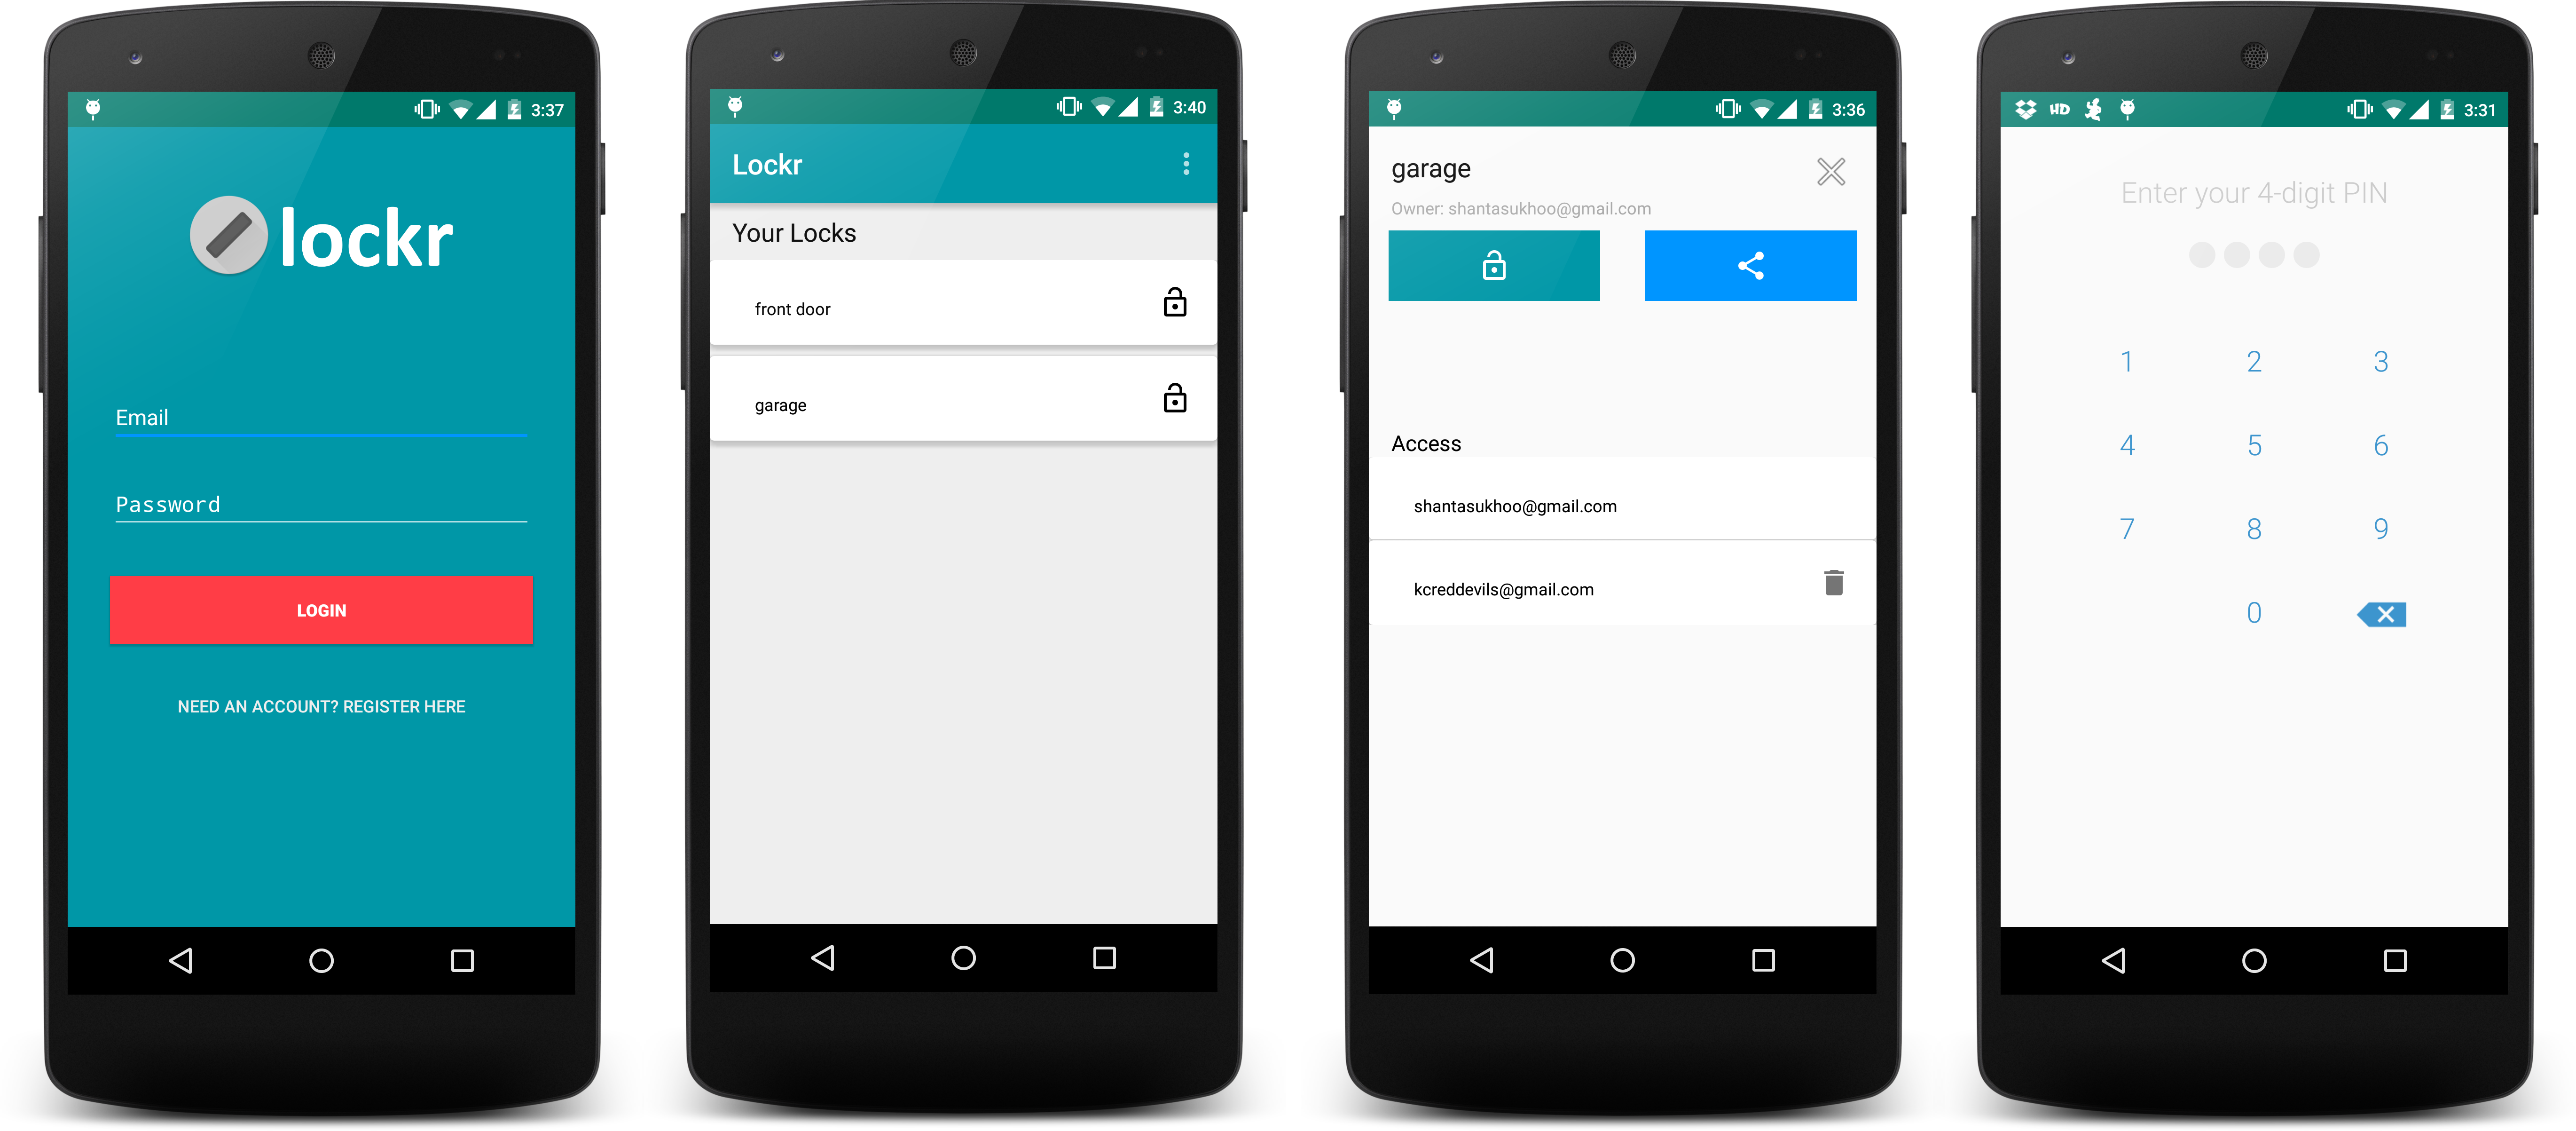 3:37
lockr
Email
Password
LOGIN
NEED AN ACCOUNT? REGISTER HERE
3:40
Lockr
Your Locks
front door
garage
3:36
garage
Owner: shantasukhoo@gmail.com
Access
shantasukhoo@gmail.com
kcreddevils@gmail.com
HD
3:31
Enter your 4-digit PIN
1 2 3
4 5 6
7 8 9
0